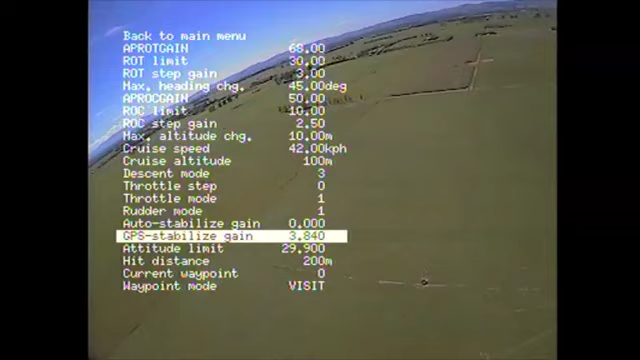 Back to main menu
APROTGAIN 68.00
ROT limit 30.00
ROT step gain 3.00
Max. heading chg. 45.00deg
APROCGAIN 50.00
ROC limit 10.00
ROC step gain 2.50
Max. altitude chg. 10.00m
Cruise speed 42.00kph
Cruise altitude 100m
Descent mode 3
Throttle step 0
Throttle mode 1
Rudder mode 1
Auto-stabilize gain 0.000
GPS-stabilize gain 3.840
Attitude limit 29.900
Hit distance 200m
Current waypoint 0
Waypoint mode VISIT